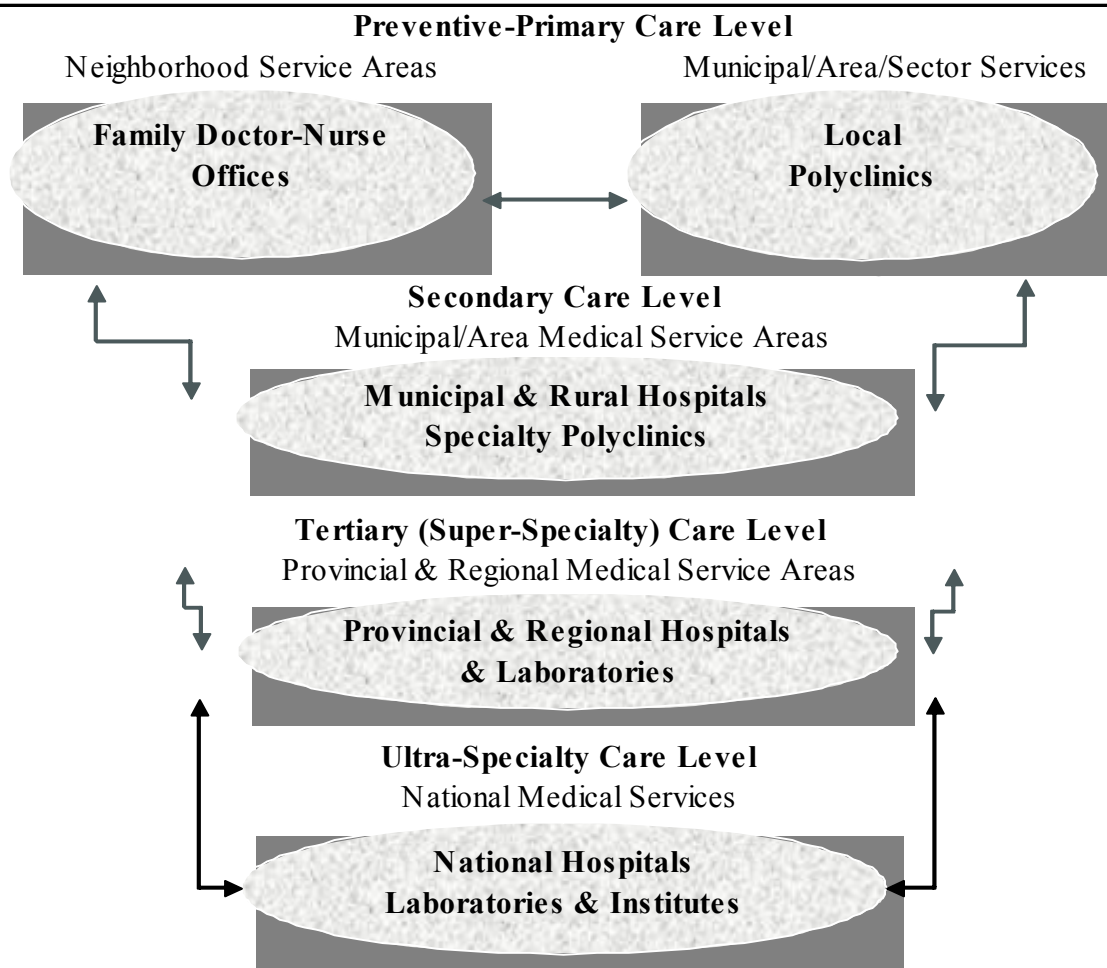 Preventive-Primary Care Level
Neighborhood Service Areas
Municipal/Area/Sector Services
Family Doctor-Nurse
Offices
Local
Polyclinics
Secondary Care Level
Municipal/Area Medical Service Areas
Municipal & Rural Hospitals
Specialty Polyclinics
Tertiary (Super-Specialty) Care Level
Provincial & Regional Medical Service Areas
Provincial & Regional Hospitals
& Laboratories
Ultra-Specialty Care Level
National Medical Services
National Hospitals
Laboratories & Institutes